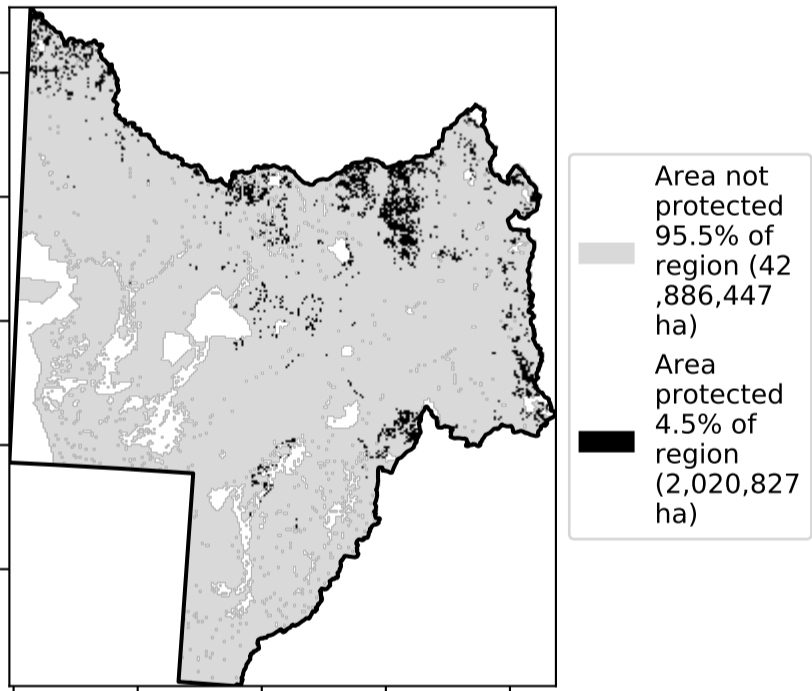 Area not
protected
95.5% of
region (42
,886,447
ha)
Area
protected
4.5% of
region
(2,020,827
ha)